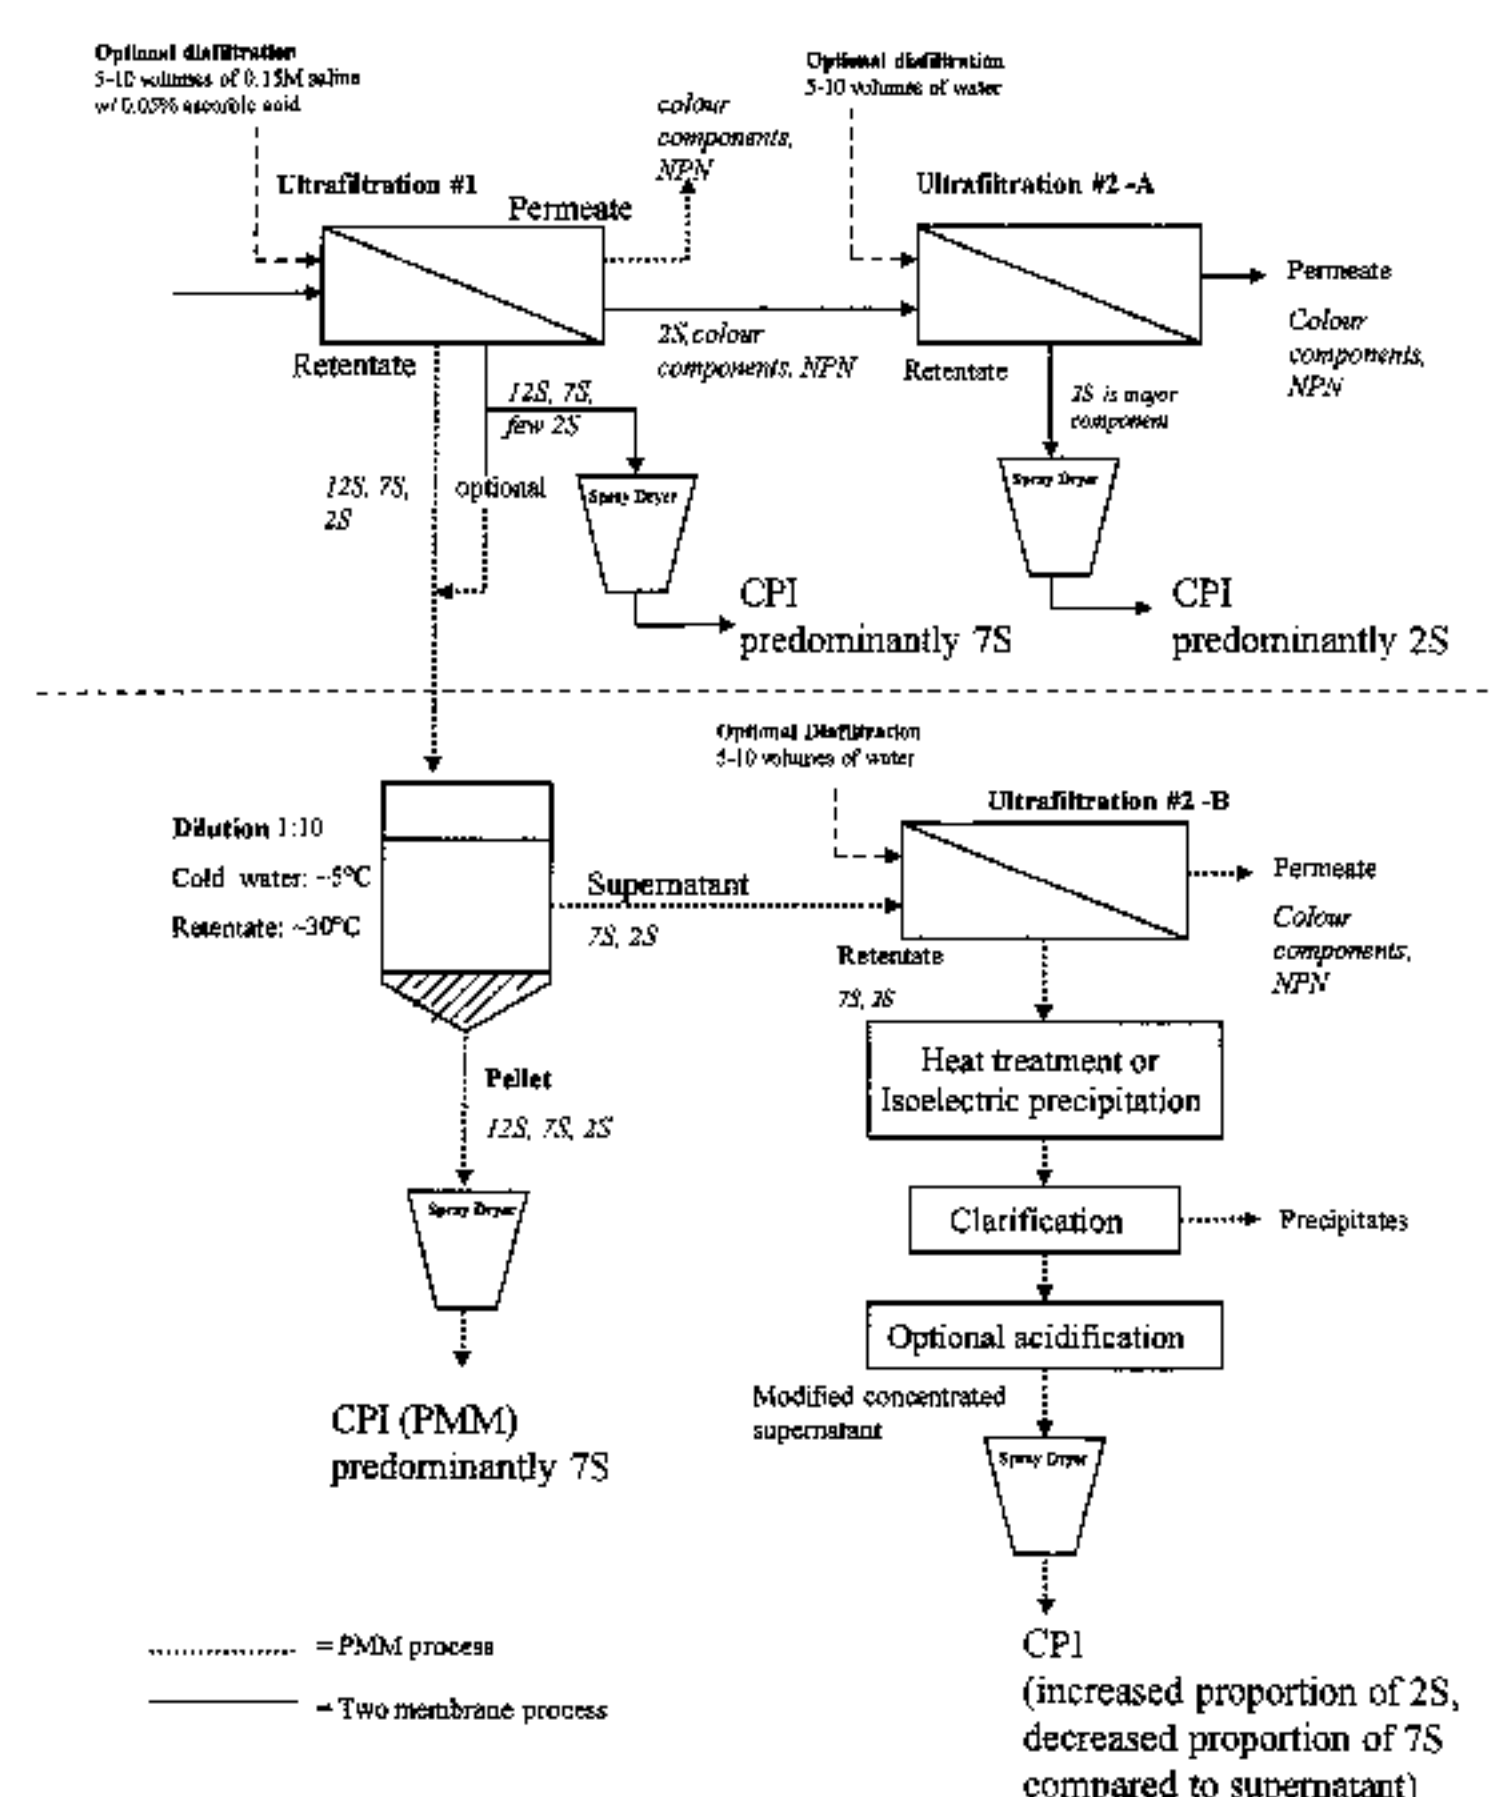 Optional diafiltration
5-10 volumes of 0.15M saline
w/ 0.05% ascorbic acid
Optional diafiltration
5-10 volumes of water
colour
components,
NPN
Ultrafiltration #1
Permeate
Ultrafiltration #2 -A
Permeate
Colour
components,
NPN
2S, colour
components, NPN
Retentate
Retentate
12S, 7S,
few 2S
2S is major
component
12S, 7S,
2S
optional
Spray Dryer
Spray Dryer
CPI
predominantly 7S
CPI
predominantly 2S
Optional Diafiltration
5-10 volumes of water
Ultrafiltration #2 -B
Dilution 1:10
Cold water: ~5°C
Retentate: ~30°C
Supernatant
7S, 2S
Permeate
Colour
components,
NPN
Retentate
7S, 2S
Heat treatment or
Isoelectric precipitation
Pellet
12S, 7S, 2S
Clarification
Precipitates
Spray Dryer
Optional acidification
Modified concentrated
supernatant
CPI (PMM)
predominantly 7S
Spray Dryer
= PMM process
= Two membrane process
CPI
(increased proportion of 2S,
decreased proportion of 7S
compared to supernatant)